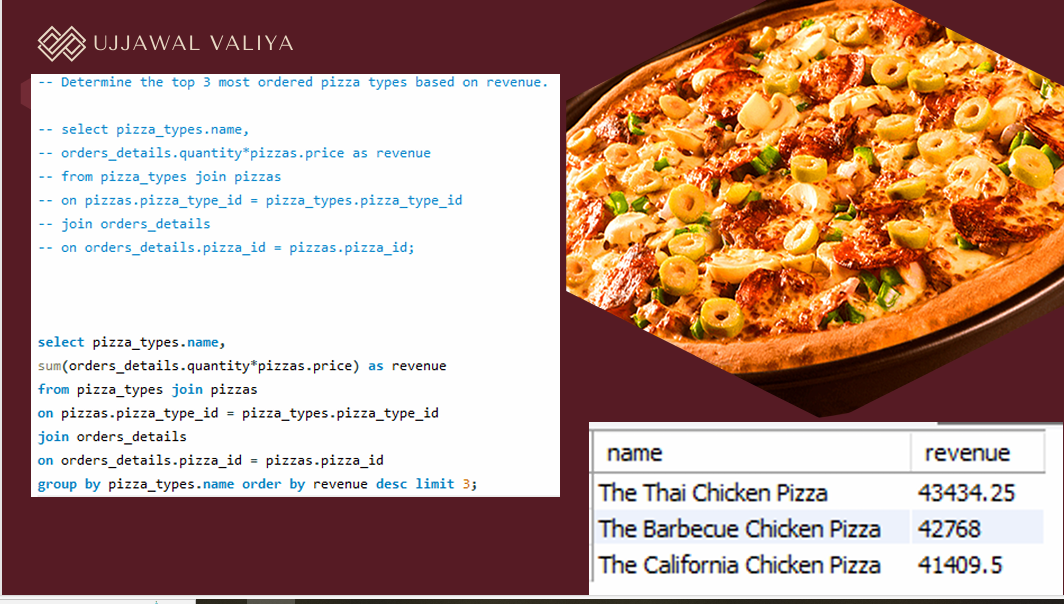 UJJAWAL VALIYA
-- Determine the top 3 most ordered pizza types based on revenue.
-- select pizza_types.name,
-- orders_details.quantity*pizzas.price as revenue
-- from pizza_types join pizzas
-- on pizzas.pizza_type_id = pizza_types.pizza_type_id
-- join orders_details
-- on orders_details.pizza_id = pizzas.pizza_id;
select pizza_types.name,
sum(orders_details.quantity*pizzas.price) as revenue
from pizza_types join pizzas
on pizzas.pizza_type_id = pizza_types.pizza_type_id
join orders_details
on orders_details.pizza_id = pizzas.pizza_id
group by pizza_types.name order by revenue desc limit 3;
name revenue
The Thai Chicken Pizza 43434.25
The Barbecue Chicken Pizza 42768
The California Chicken Pizza 41409.5